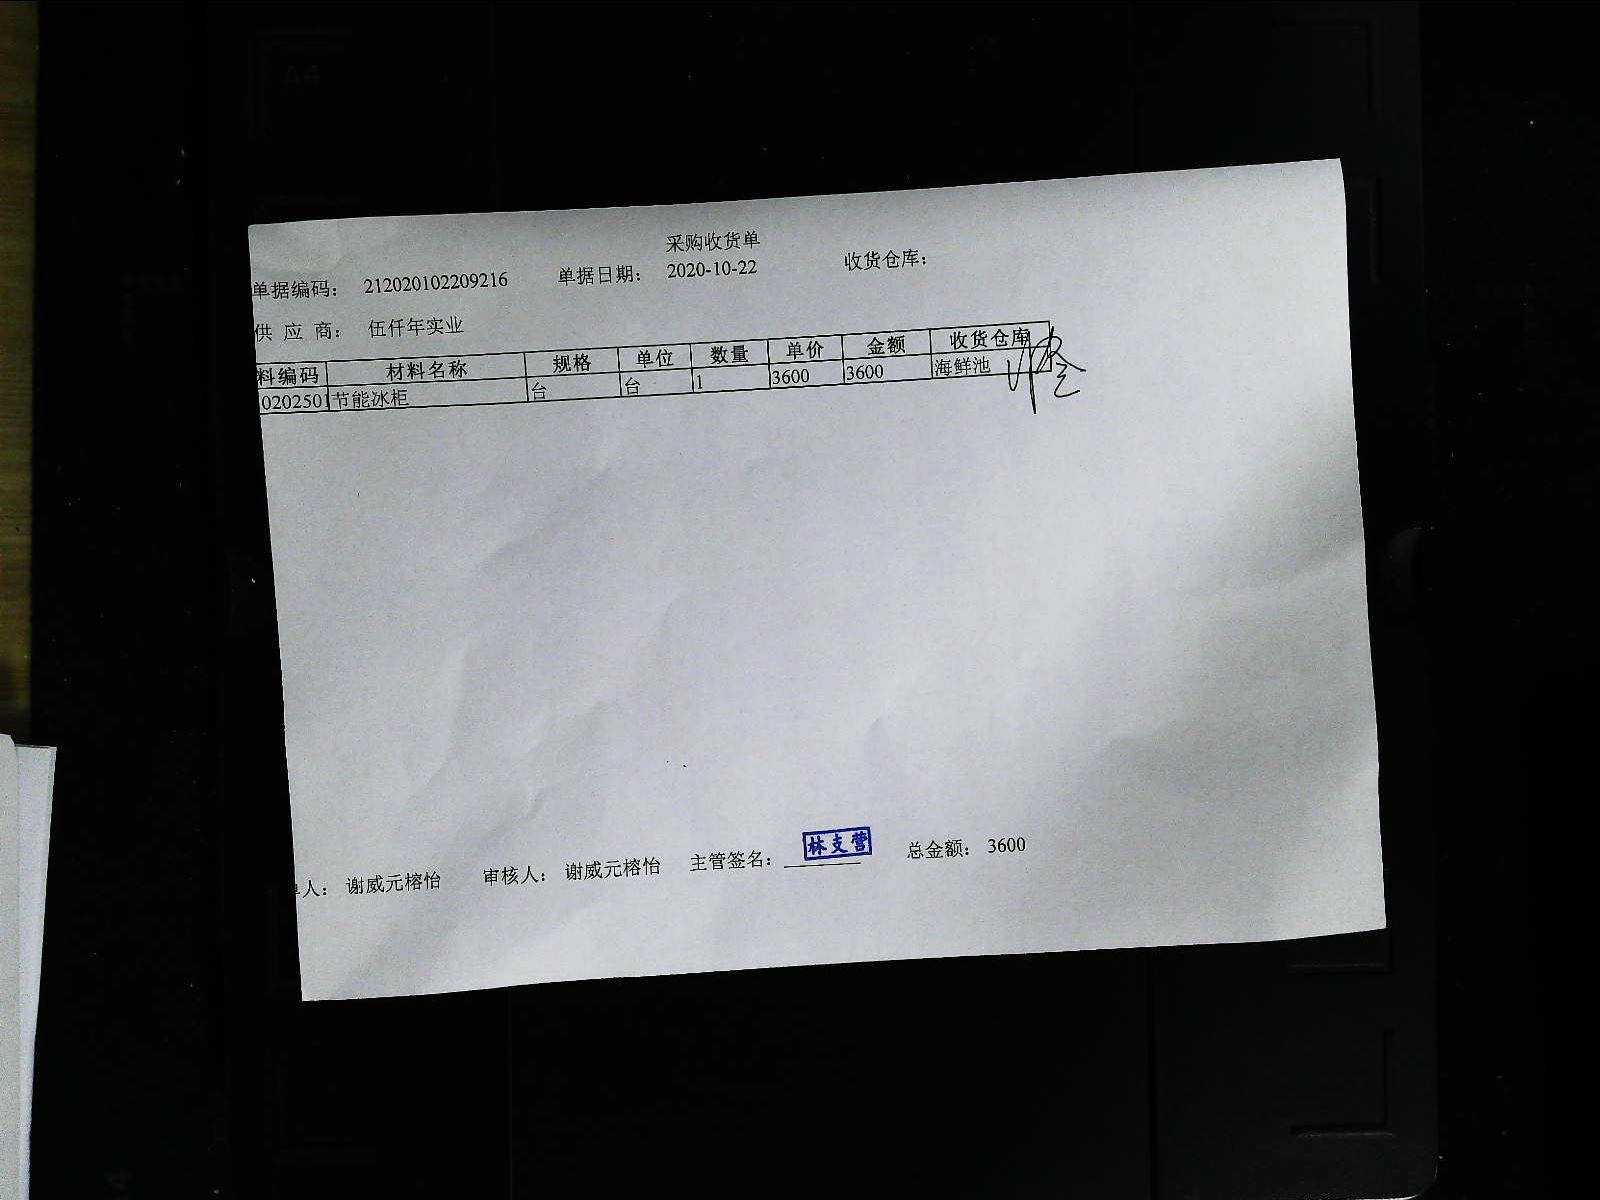 采购收货单
单据编码： 212020102209216 单据日期： 2020-10-22 收货仓库：
供 应 商： 伍仟年实业
料编码 材料名称 规格 单位 数量 单价 金额 收货仓库
0202501 节能冰柜 台 台 1 3600 3600 海鲜池
单人： 谢威元榕怡 审核人： 谢威元榕怡 主管签名： 林支营 总金额： 3600